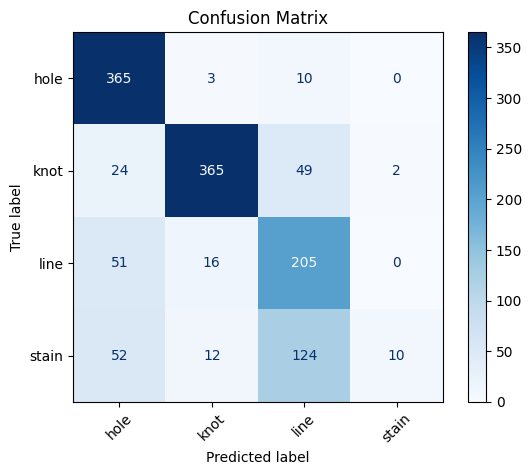 Confusion Matrix
True label
hole 365 3 10 0
knot 24 365 49 2
line 51 16 205 0
stain 52 12 124 10
hole knot line stain
Predicted label
350
300
250
200
150
100
50
0